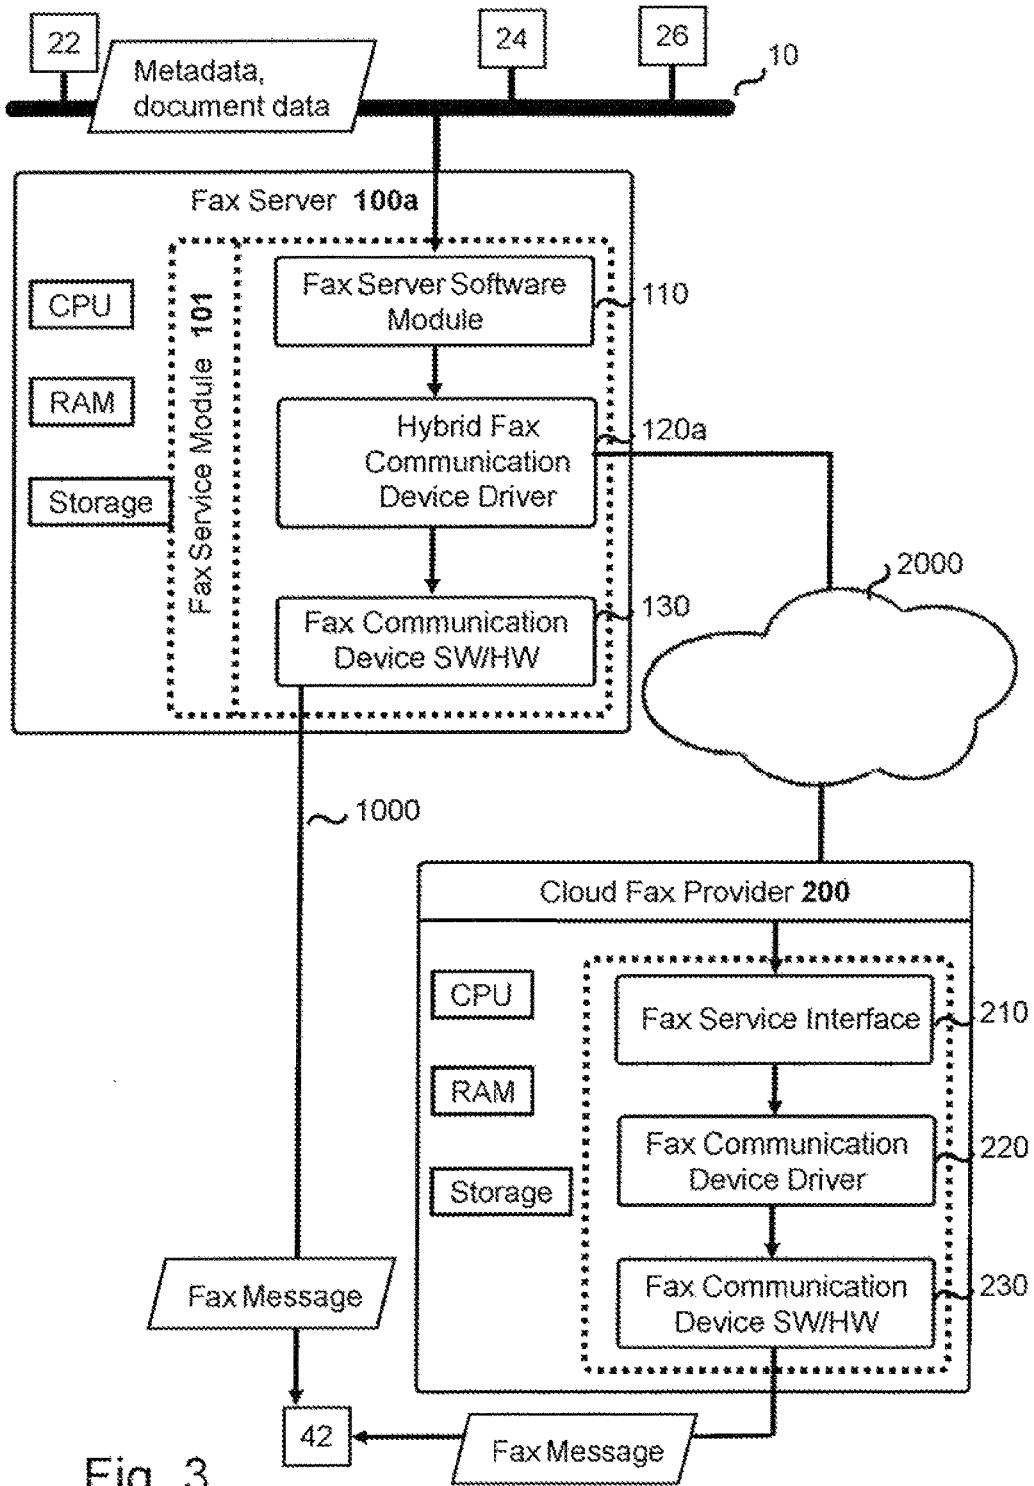 22
24
26
10
Metadata,
document data
Fax Server 100a
CPU
RAM
Storage
Fax Service Module 101
Fax Server Software
Module
110
Hybrid Fax
Communication
Device Driver
120a
Fax Communication
Device SW/HW
130
2000
1000
Cloud Fax Provider 200
CPU
RAM
Storage
Fax Service Interface
210
Fax Communication
Device Driver
220
Fax Communication
Device SW/HW
230
Fax Message
42
Fax Message
Fig. 3